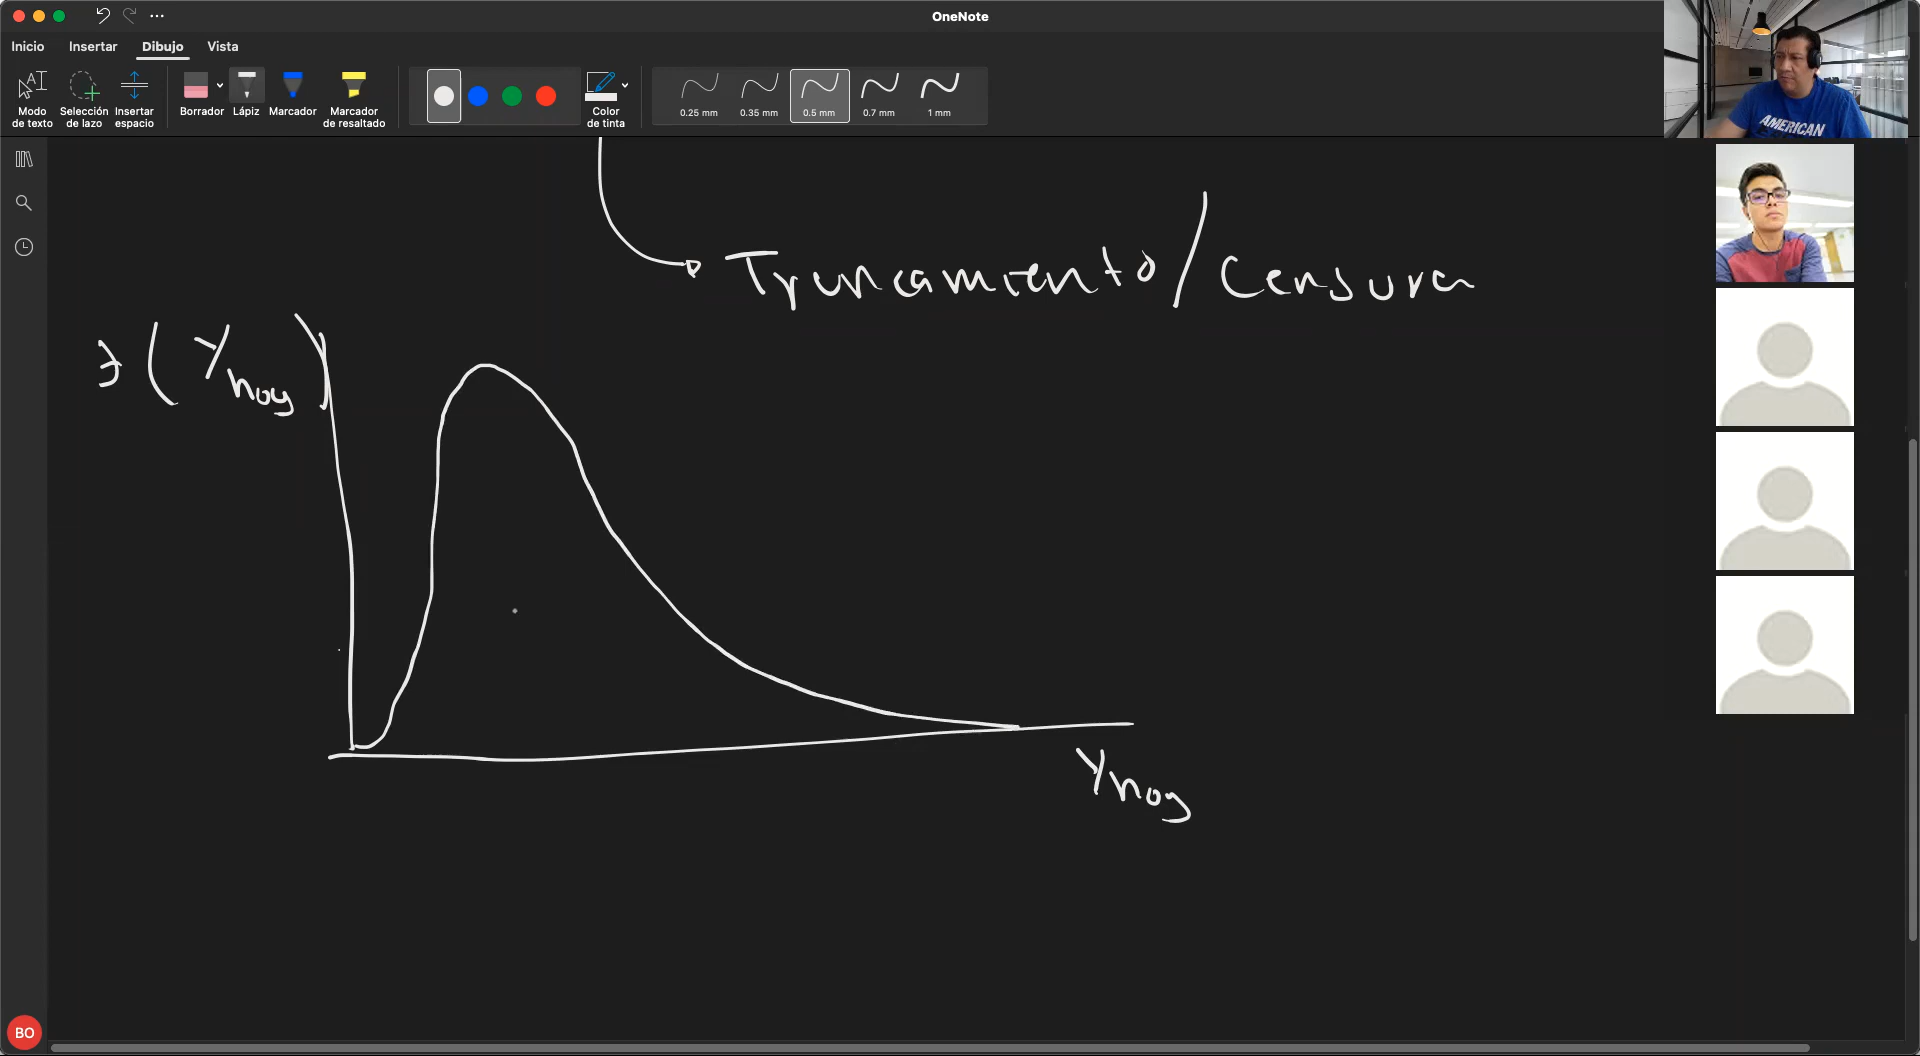 OneNote
Inicio Insertar Dibujo Vista
Modo de texto
Selección de lazo
Insertar espacio
Borrador
Lápiz
Marcador
Marcador de resaltado
Color de tinta
0.25 mm
0.35 mm
0.5 mm
0.7 mm
1 mm
AMERICAN
Truncamiento/Censura
(Yhog)
Yhog
BO